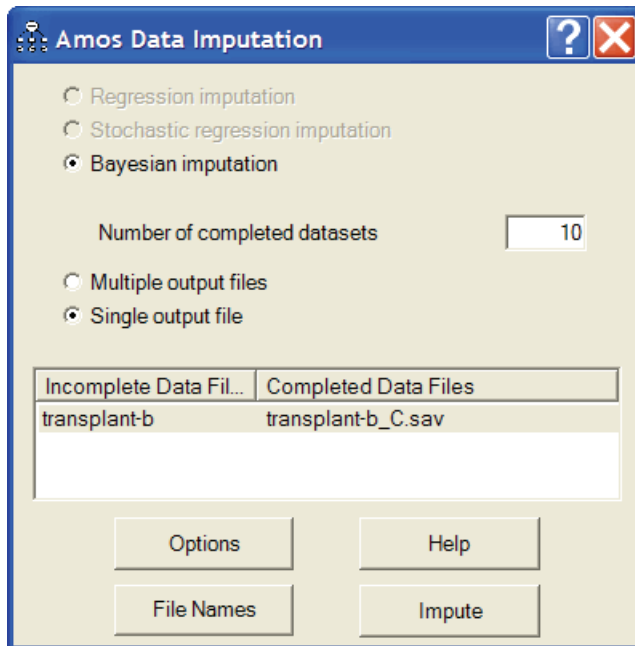 Amos Data Imputation
Regression imputation
Stochastic regression imputation
Bayesian imputation
Number of completed datasets 10
Multiple output files
Single output file
Incomplete Data Fil... Completed Data Files
transplant-b transplant-b_C.sav
Options Help
File Names Impute